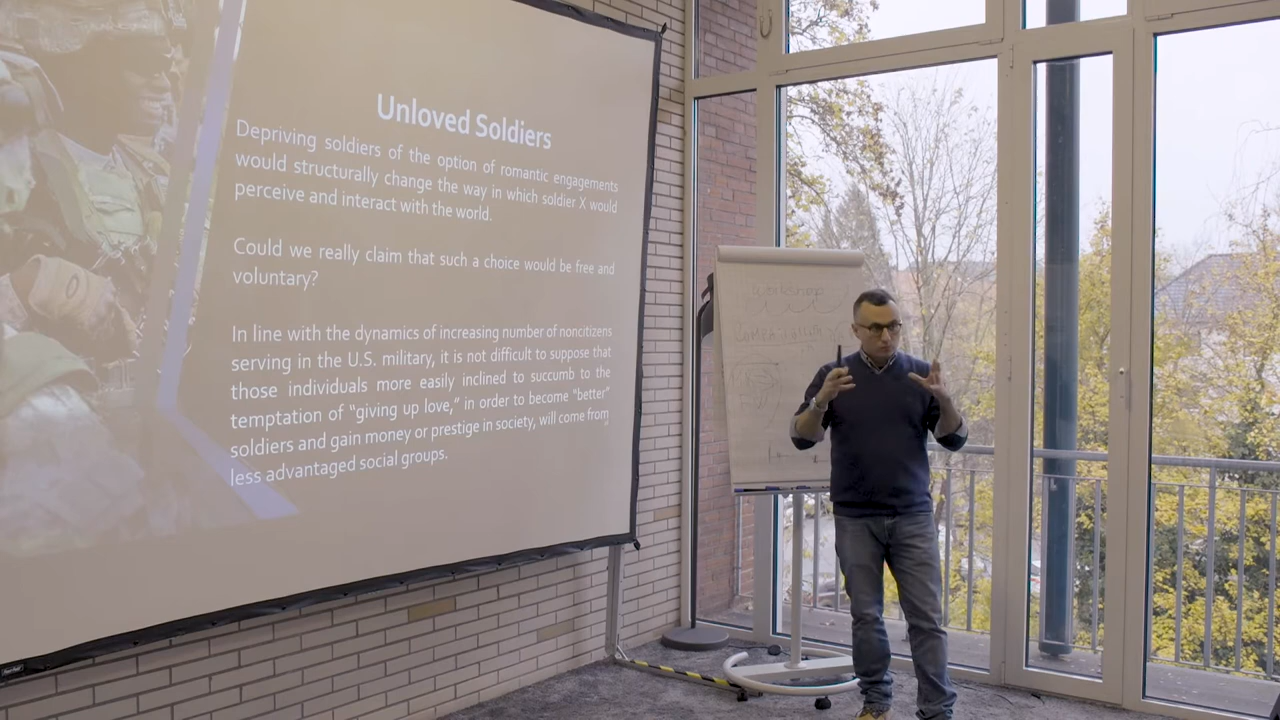 Unloved Soldiers
Depriving soldiers of the option of romantic engagements
would structurally change the way in which soldier X would
perceive and interact with the world.
Could we really claim that such a choice would be free and
voluntary?
In line with the dynamics of increasing number of noncitizens
serving in the U.S. military, it is not difficult to suppose that
those individuals more easily inclined to succumb to the
temptation of “giving up love,” in order to become “better”
soldiers and gain money or prestige in society, will come from
less advantaged social groups.
Workshop